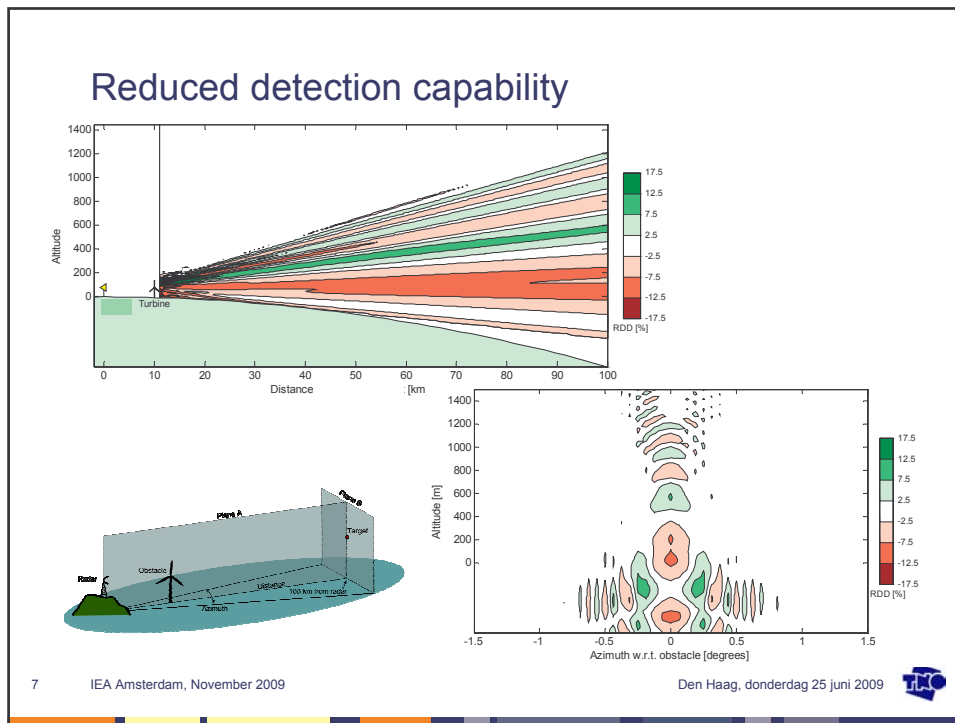 Reduced detection capability
1400
1200
1000
800
600
400
200
0
Altitude
Turbine
0 10 20 30 40 50 60 70 80 90 100
Distance : [km
17.5
12.5
7.5
2.5
-2.5
-7.5
-12.5
-17.5
RDD [%]
Plane A
Plane B
Target
Obstacle
Radar
Distance
100 km from radar
Azimuth
1400
1200
1000
800
600
400
200
0
Altitude [m]
-1.5 -1 -0.5 0 0.5 1 1.5
Azimuth w.r.t. obstacle [degrees]
17.5
12.5
7.5
2.5
-2.5
-7.5
-12.5
-17.5
RDD [%]
7 IEA Amsterdam, November 2009 Den Haag, donderdag 25 juni 2009
TNO